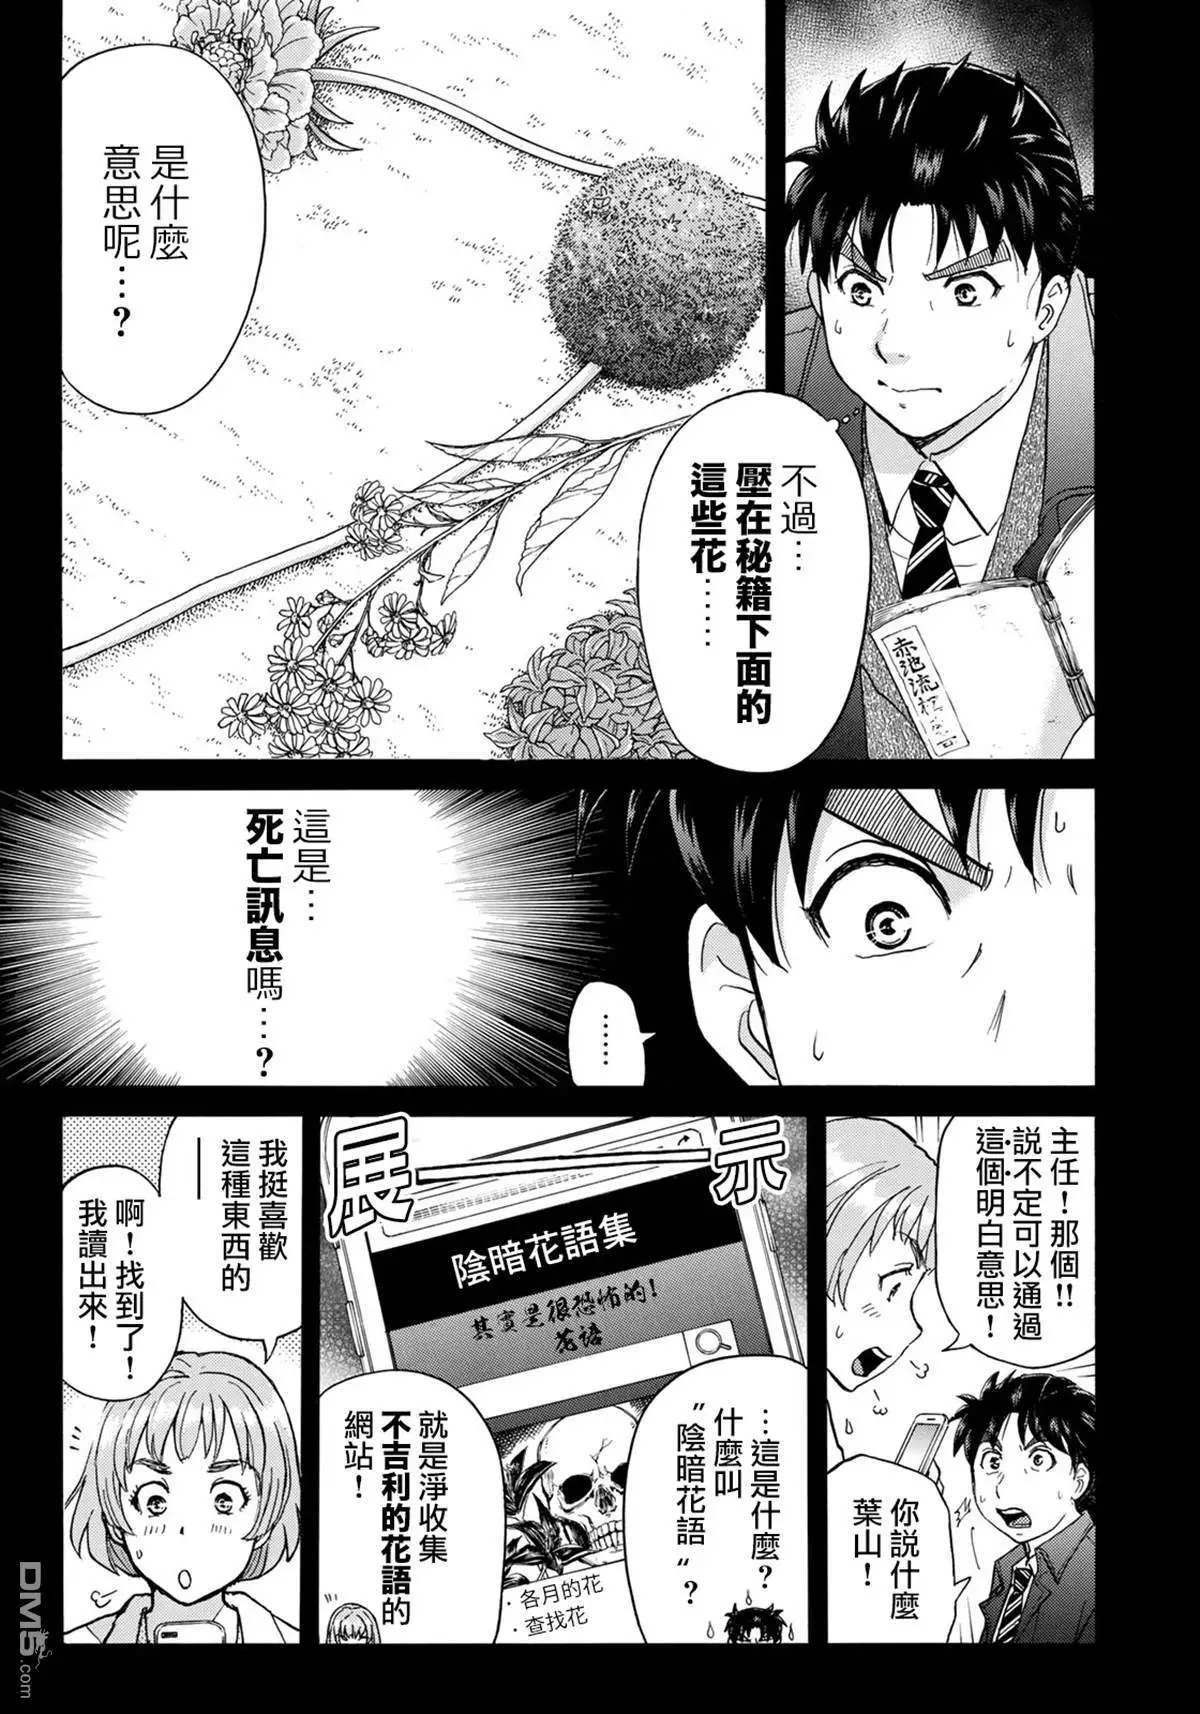 不過…
壓在秘籍下面的
這些花……
是什麼
意思呢…？
赤池流
這是…
死亡訊息嗎…？
……
主任！那個!!
說不定可以通過
這個明白意思！
你說什麼
葉山！
展——示
陰暗花語集
其實是很恐怖的！
花語
…這是什麼？
什麼叫
“陰暗花語”？
就是淨收集
不吉利的花語的
網站！
·各月的花
·查找花
我挺喜歡
這種東西的
——
啊！找到了！
我讀出來！
DM5
.com